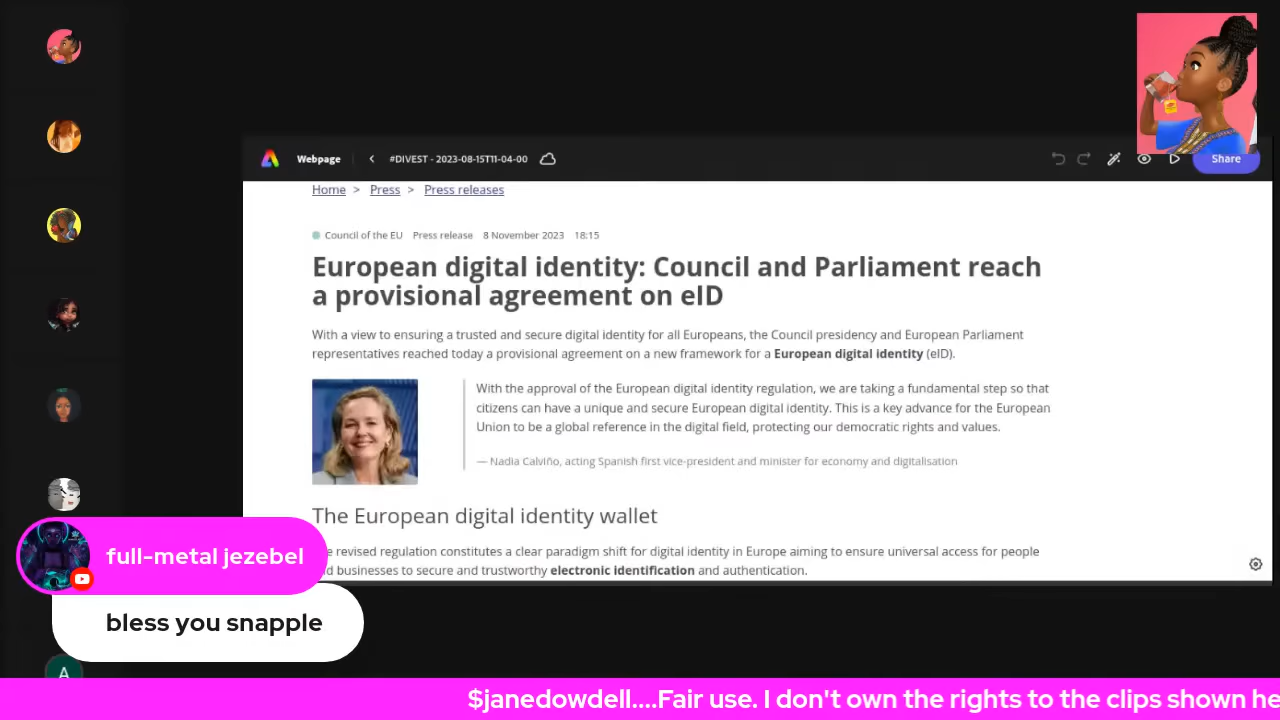 Webpage
#DIVEST - 2023-08-15T11-04-00
Share
Home > Press > Press releases
Council of the EU Press release 8 November 2023 18:15
European digital identity: Council and Parliament reach
a provisional agreement on eID
With a view to ensuring a trusted and secure digital identity for all Europeans, the Council presidency and European Parliament
representatives reached today a provisional agreement on a new framework for a European digital identity (eID).
With the approval of the European digital identity regulation, we are taking a fundamental step so that
citizens can have a unique and secure European digital identity. This is a key advance for the European
Union to be a global reference in the digital field, protecting our democratic rights and values.
— Nadia Calviño, acting Spanish first vice-president and minister for economy and digitalisation
The European digital identity wallet
revised regulation constitutes a clear paradigm shift for digital identity in Europe aiming to ensure universal access for people
businesses to secure and trustworthy electronic identification and authentication.
full-metal jezebel
bless you snapple
A
$janedowdell....Fair use. I don't own the rights to the clips shown he